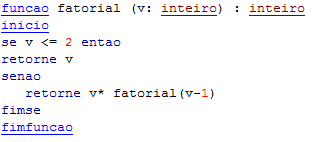 funcao fatorial (v: inteiro) : inteiro
inicio
se v <= 2 entao
retorne v
senao
   retorne v* fatorial(v-1)
fimse
fimfuncao